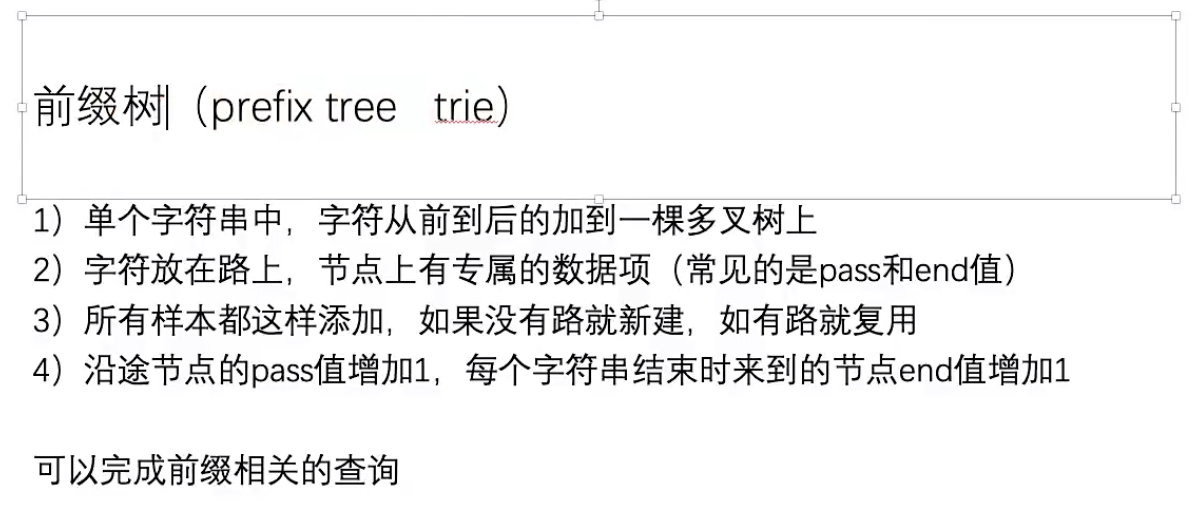 前缀树（prefix tree   trie）
1）单个字符串中，字符从前到后的加到一棵多叉树上
2）字符放在路上，节点上有专属的数据项（常见的是pass和end值）
3）所有样本都这样添加，如果没有路就新建，如有路就复用
4）沿途节点的pass值增加1，每个字符串结束时来到的节点end值增加1
可以完成前缀相关的查询